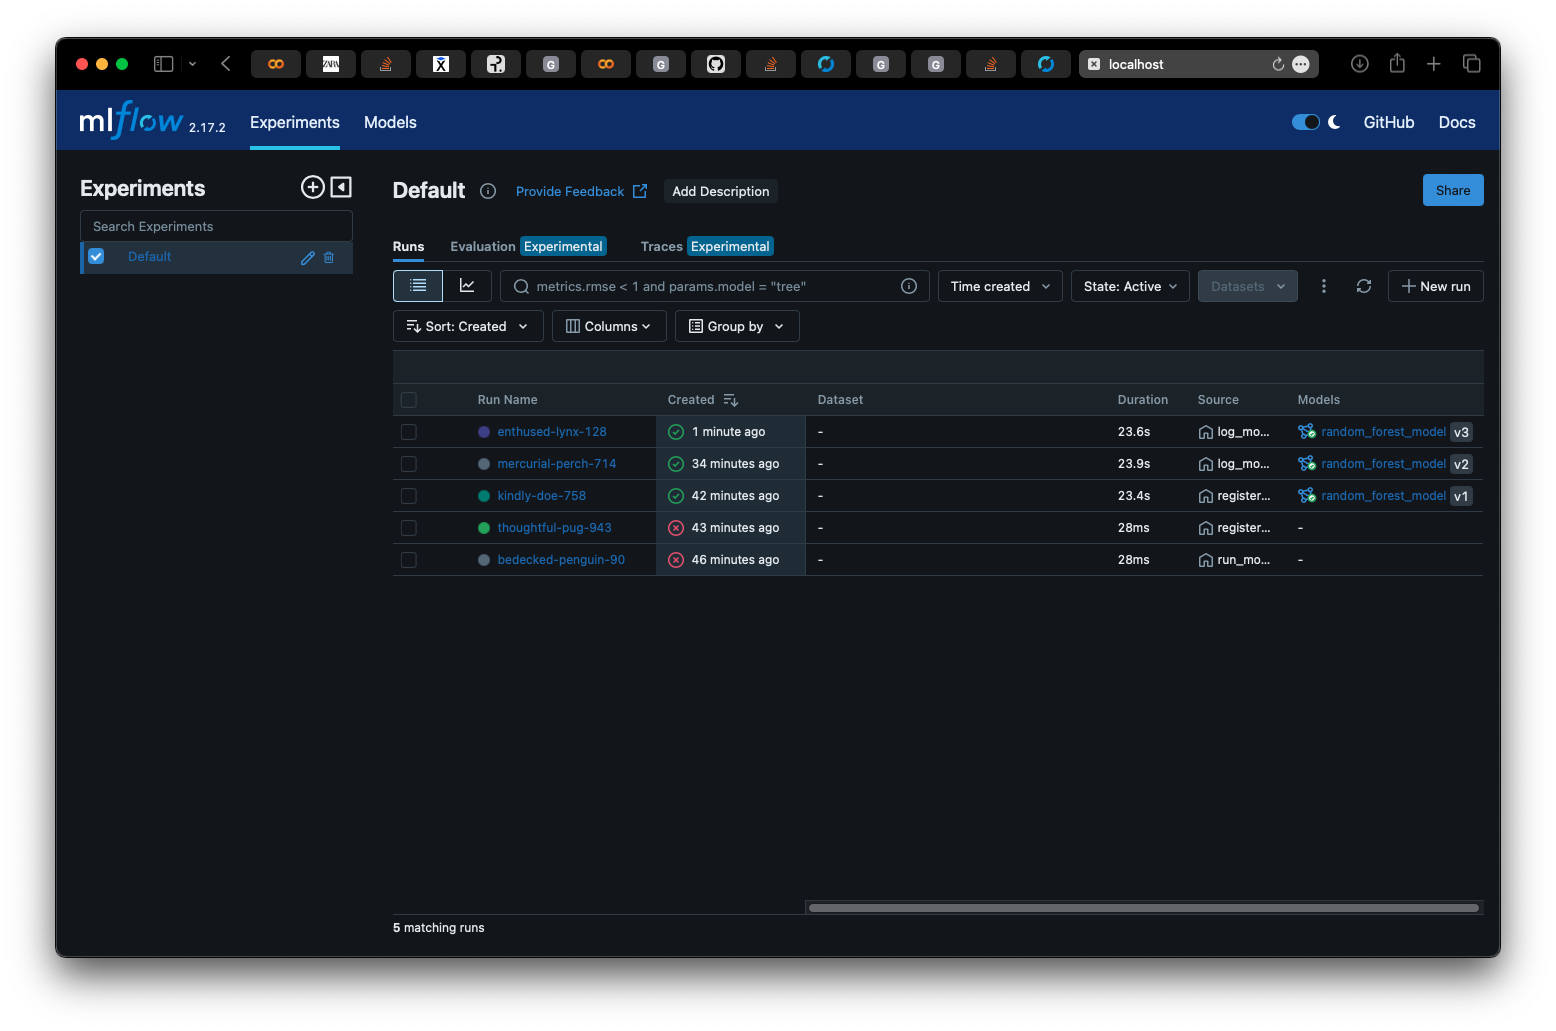 ZARA
G
G
G
G
localhost
mlflow 2.17.2 Experiments Models GitHub Docs
Experiments
Search Experiments
Default
Default Provide Feedback Add Description Share
Runs Evaluation Experimental Traces Experimental
metrics.rmse < 1 and params.model = "tree" Time created State: Active Datasets New run
Sort: Created Columns Group by
Run Name Created Dataset Duration Source Models
enthused-lynx-128 1 minute ago - 23.6s log_mo... random_forest_model v3
mercurial-perch-714 34 minutes ago - 23.9s log_mo... random_forest_model v2
kindly-doe-758 42 minutes ago - 23.4s register... random_forest_model v1
thoughtful-pug-943 43 minutes ago - 28ms register... -
bedecked-penguin-90 46 minutes ago - 28ms run_mo... -
5 matching runs